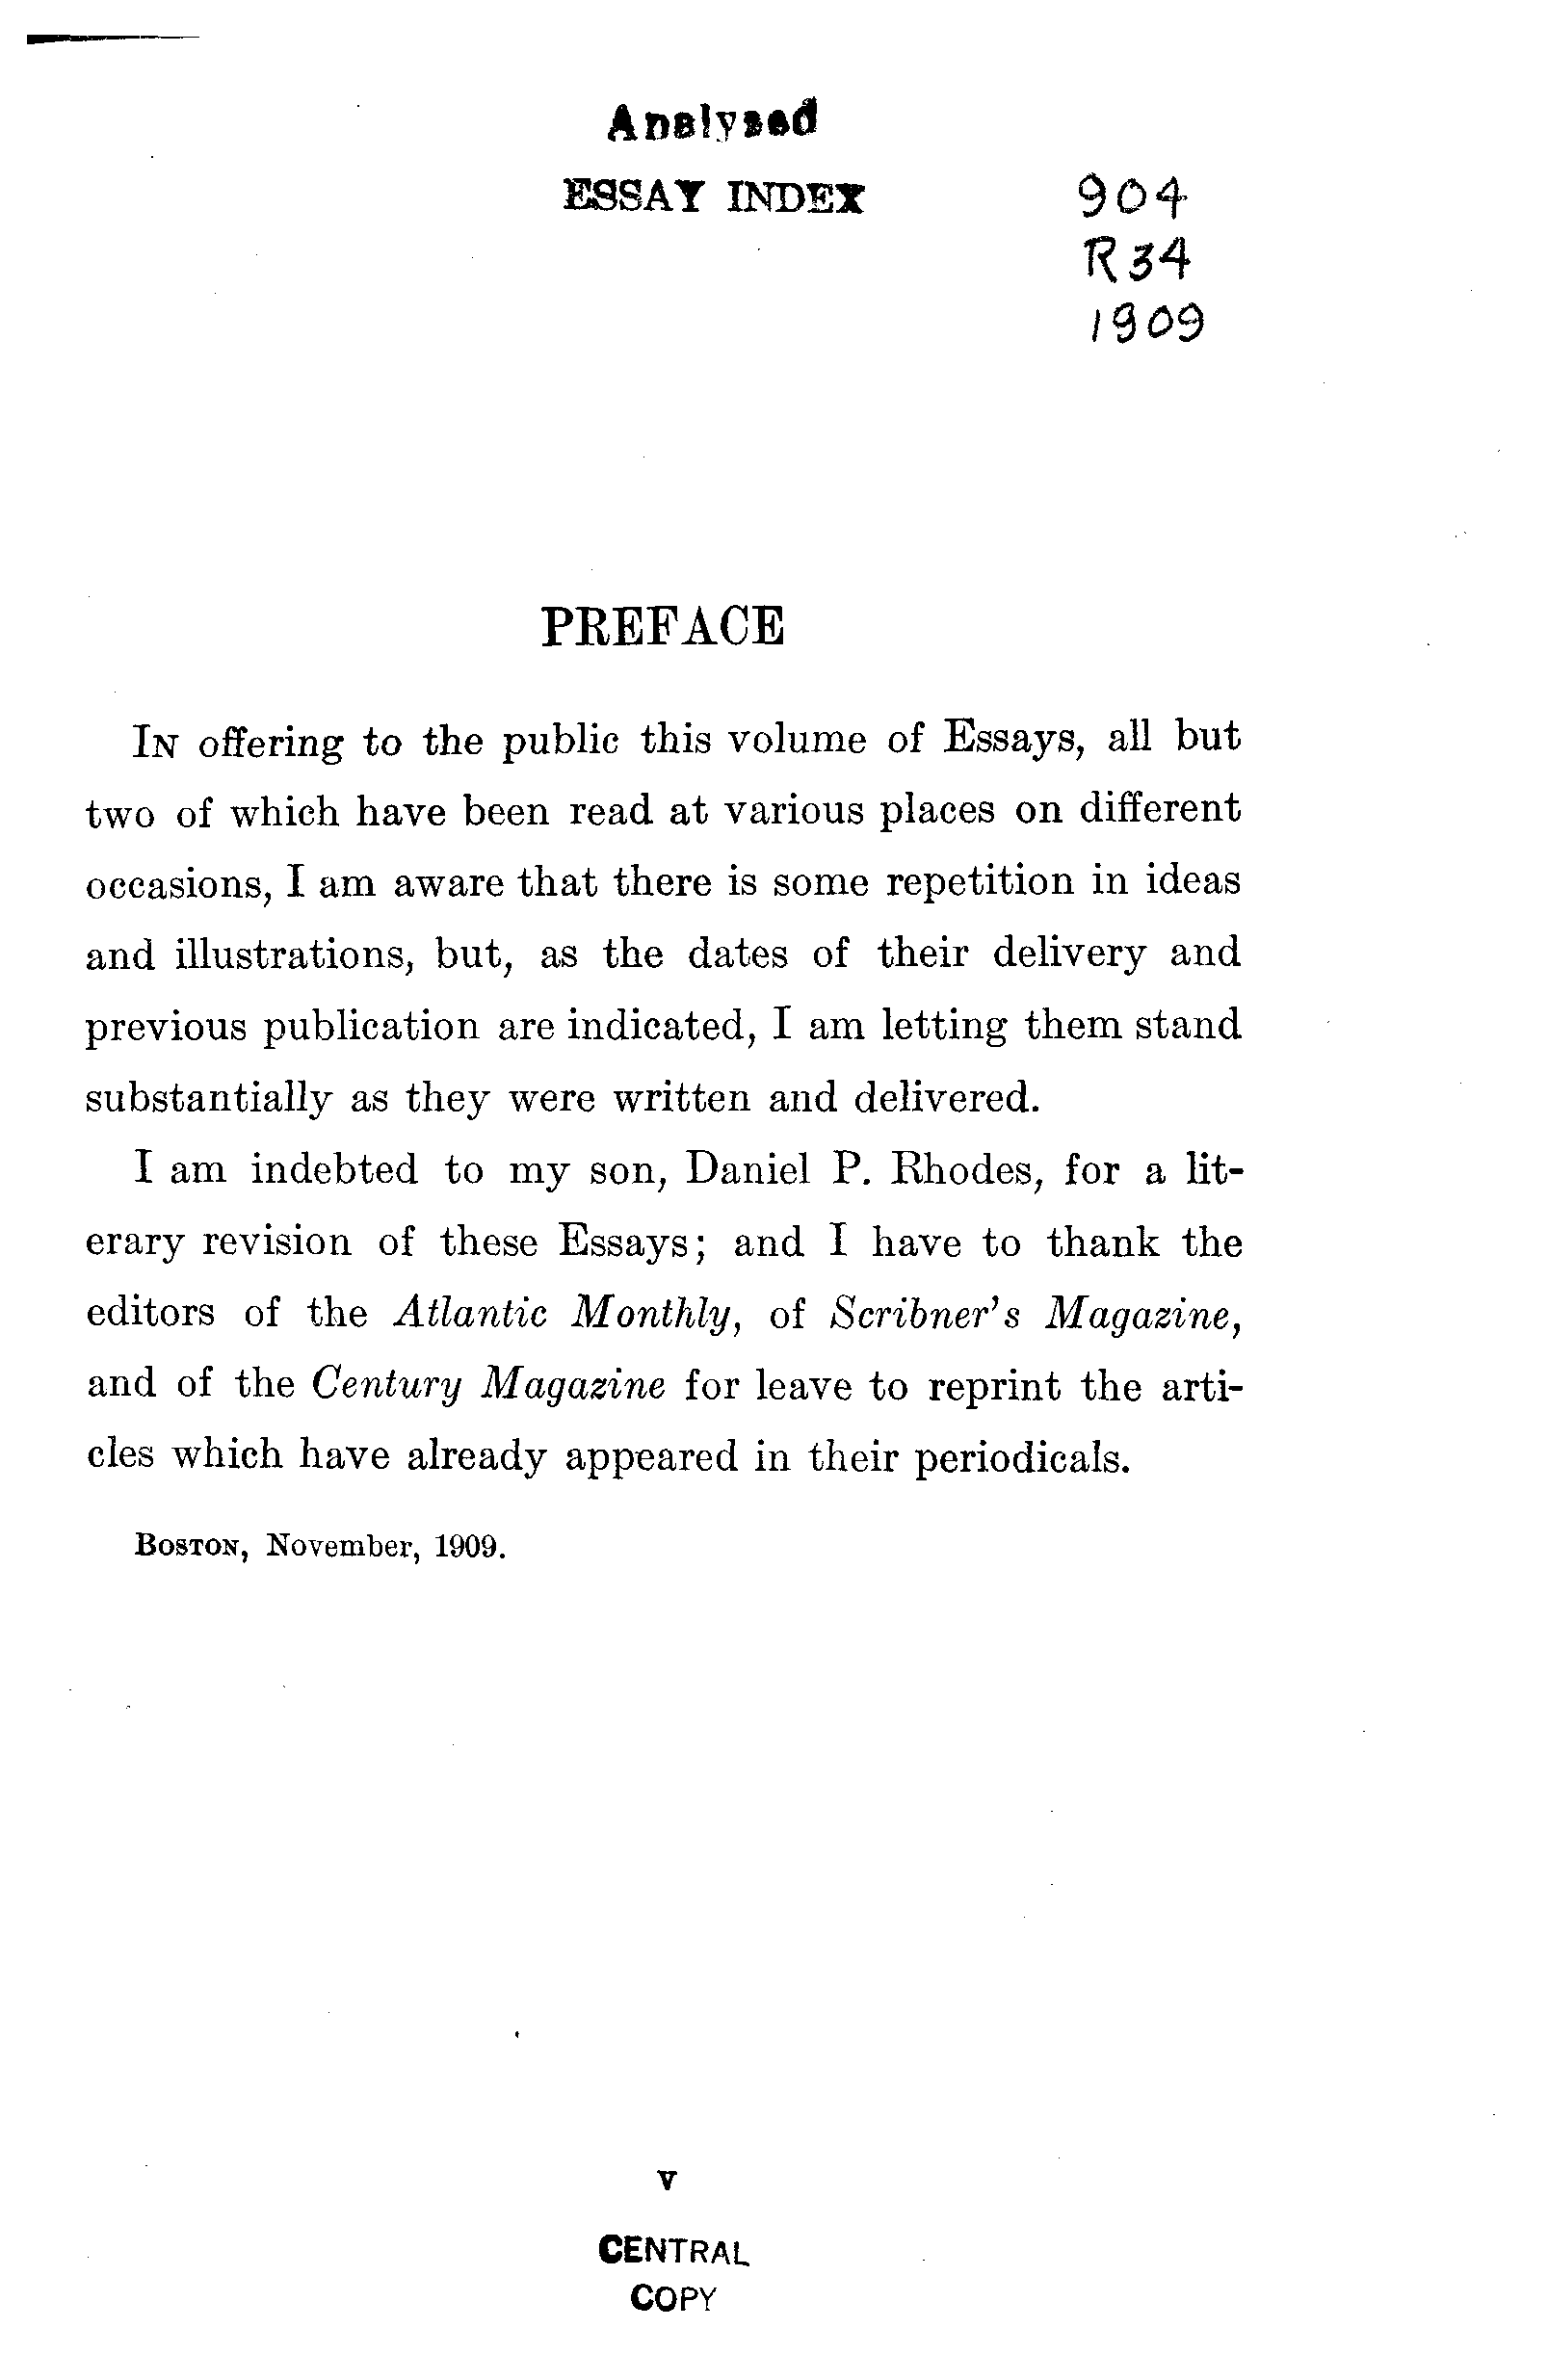 Analysed
ESSAY INDEX
904
R34
1909
PREFACE
In offering to the public this volume of Essays, all but
two of which have been read at various places on different
occasions, I am aware that there is some repetition in ideas
and illustrations, but, as the dates of their delivery and
previous publication are indicated, I am letting them stand
substantially as they were written and delivered.
I am indebted to my son, Daniel P. Rhodes, for a lit-
erary revision of these Essays; and I have to thank the
editors of the Atlantic Monthly, of Scribner's Magazine,
and of the Century Magazine for leave to reprint the arti-
cles which have already appeared in their periodicals.
Boston, November, 1909.
v
CENTRAL
COPY